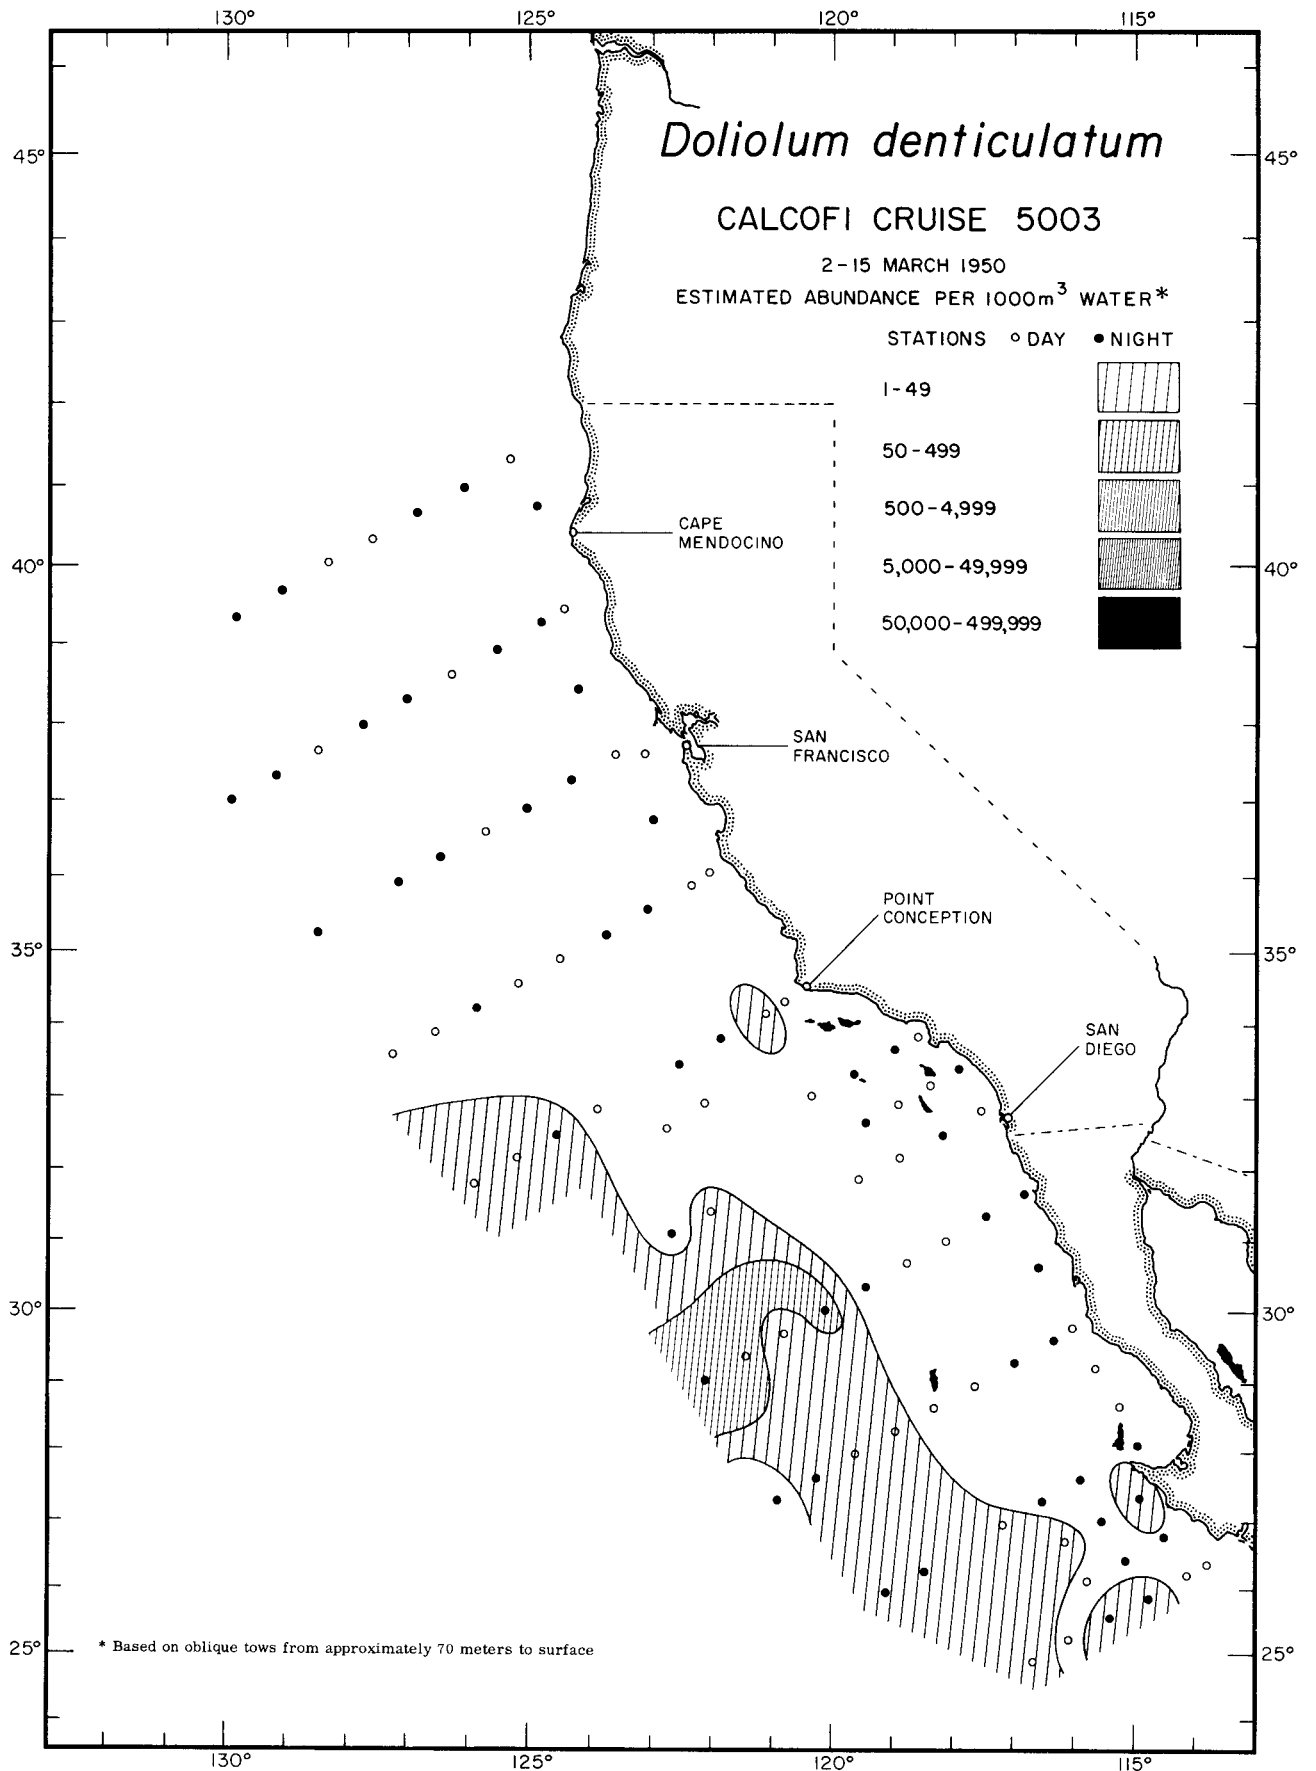 130° 125° 120° 115°
Doliolum denticulatum
45° 45°
CALCOFI CRUISE 5003
2-15 MARCH 1950
ESTIMATED ABUNDANCE PER 1000m³ WATER*
STATIONS ○ DAY ● NIGHT
1-49
50-499
500-4,999
5,000-49,999
50,000-499,999
CAPE
MENDOCINO
40° 40°
SAN
FRANCISCO
POINT
CONCEPTION
35° 35°
SAN
DIEGO
30° 30°
25° 25°
* Based on oblique tows from approximately 70 meters to surface
130° 125° 120° 115°